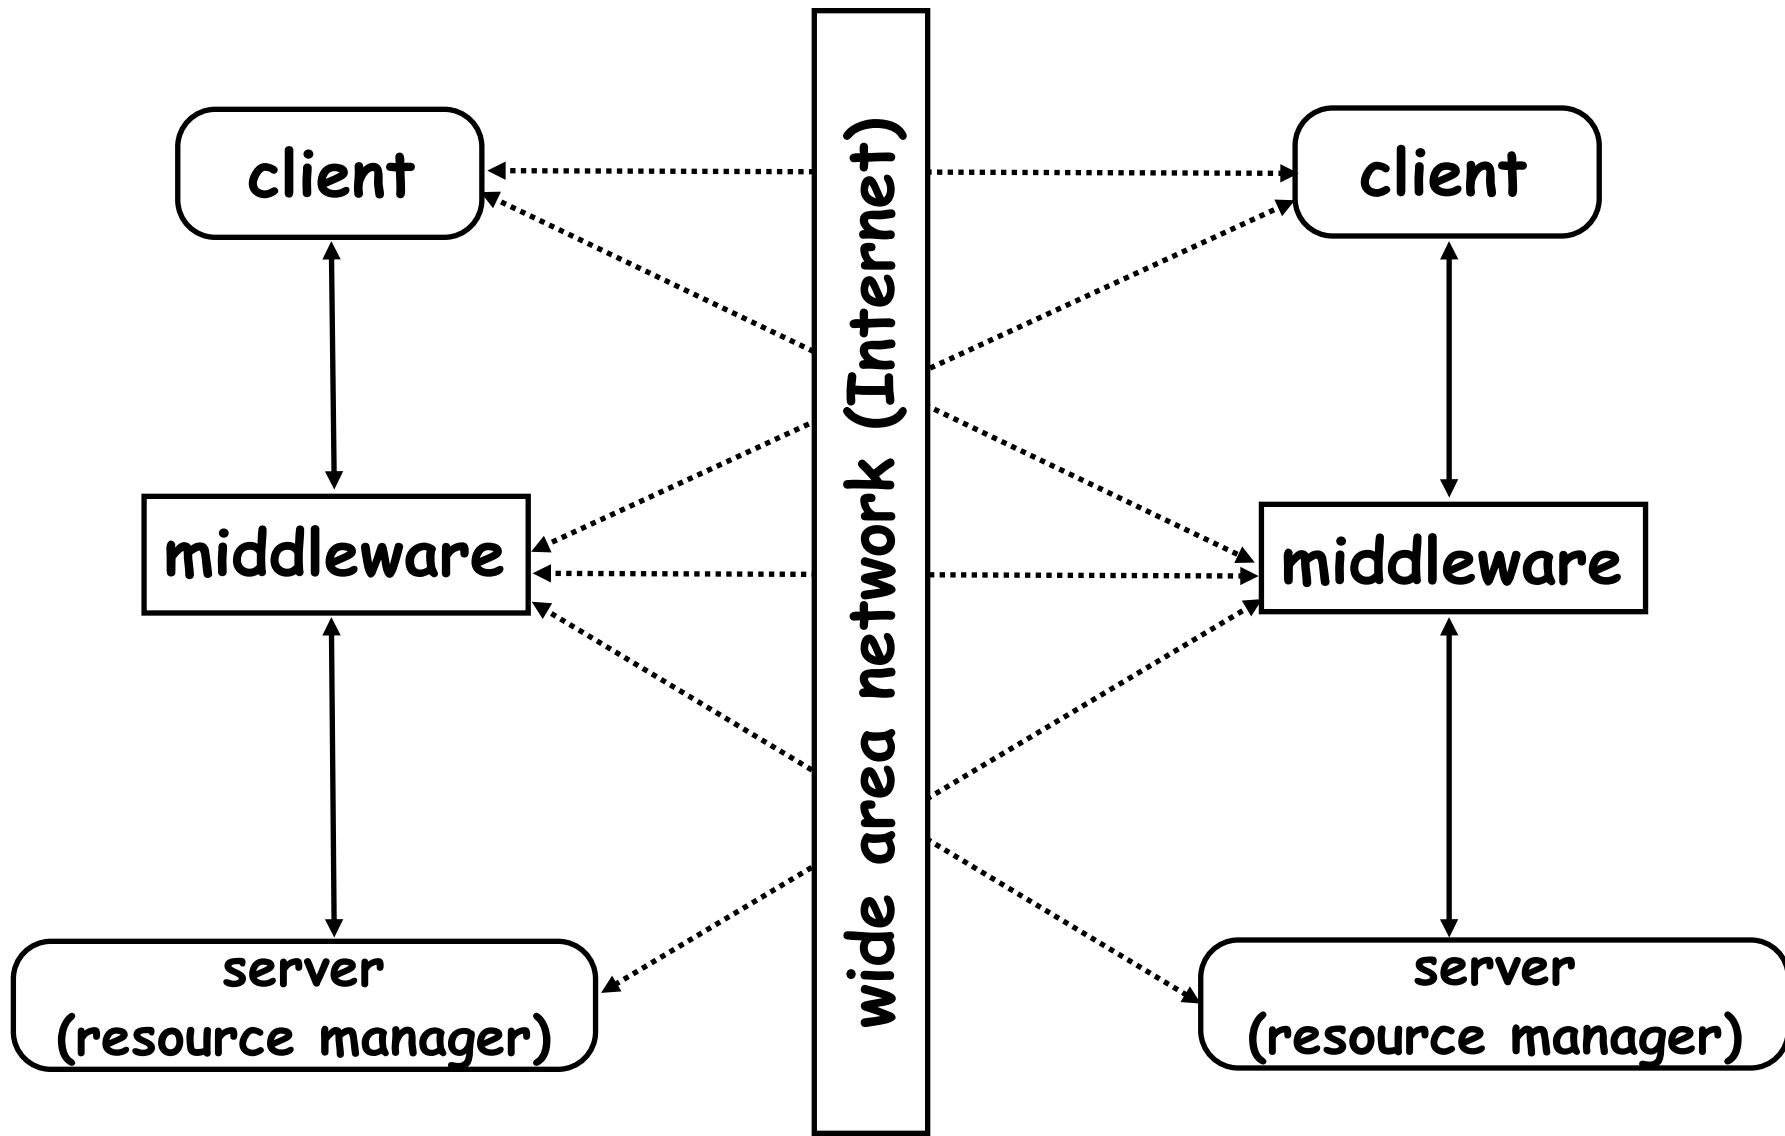 client
client
wide area network (Internet)
middleware
middleware
server
(resource manager)
server
(resource manager)